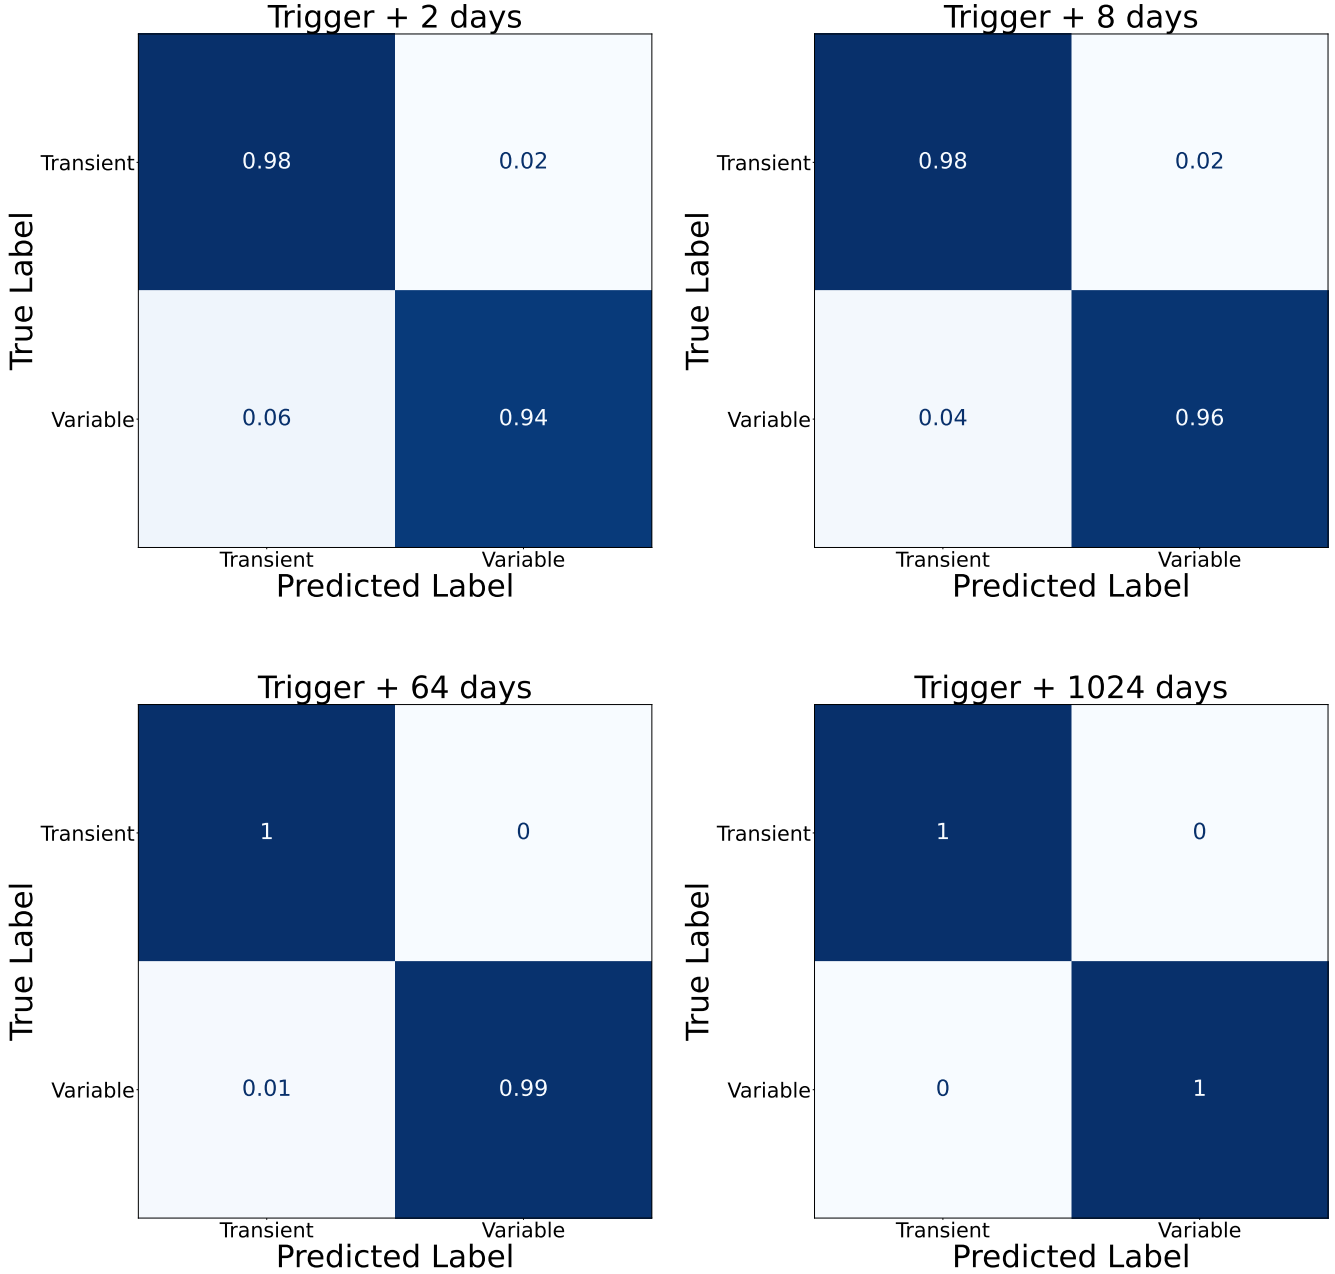 Trigger + 2 days
True Label
Transient
0.98
0.02
Variable
0.06
0.94
Transient
Variable
Predicted Label
Trigger + 8 days
True Label
Transient
0.98
0.02
Variable
0.04
0.96
Transient
Variable
Predicted Label
Trigger + 64 days
True Label
Transient
1
0
Variable
0.01
0.99
Transient
Variable
Predicted Label
Trigger + 1024 days
True Label
Transient
1
0
Variable
0
1
Transient
Variable
Predicted Label